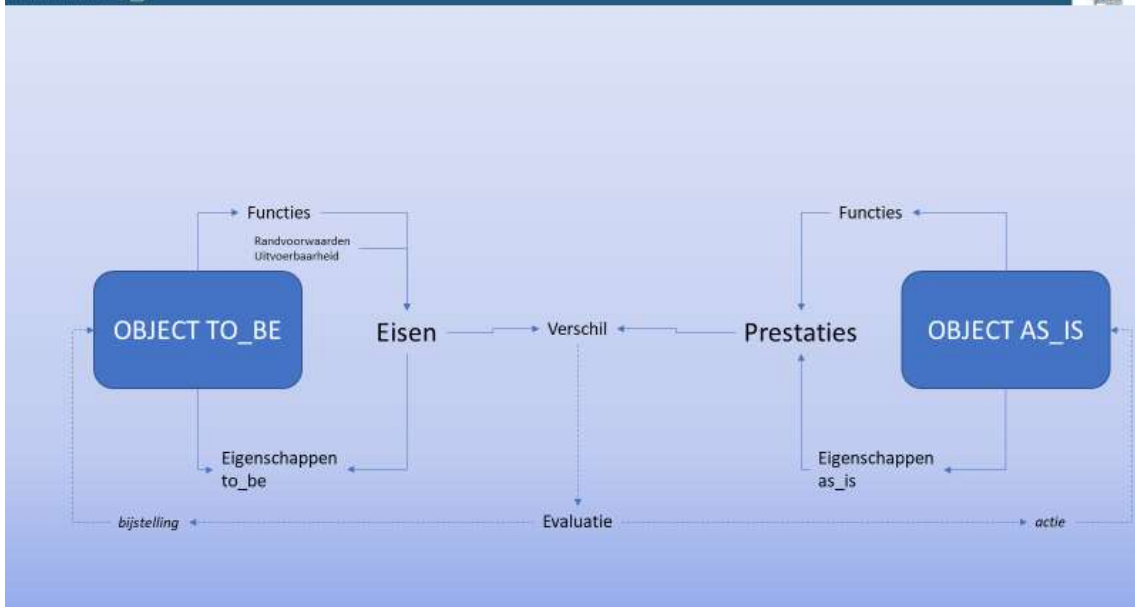 Functies
Functies
Randvoorwaarden
Uitvoerbaarheid
OBJECT TO_BE
Eisen
Verschil
Prestaties
OBJECT AS_IS
Eigenschappen
to_be
Eigenschappen
as_is
bijstelling
Evaluatie
actie